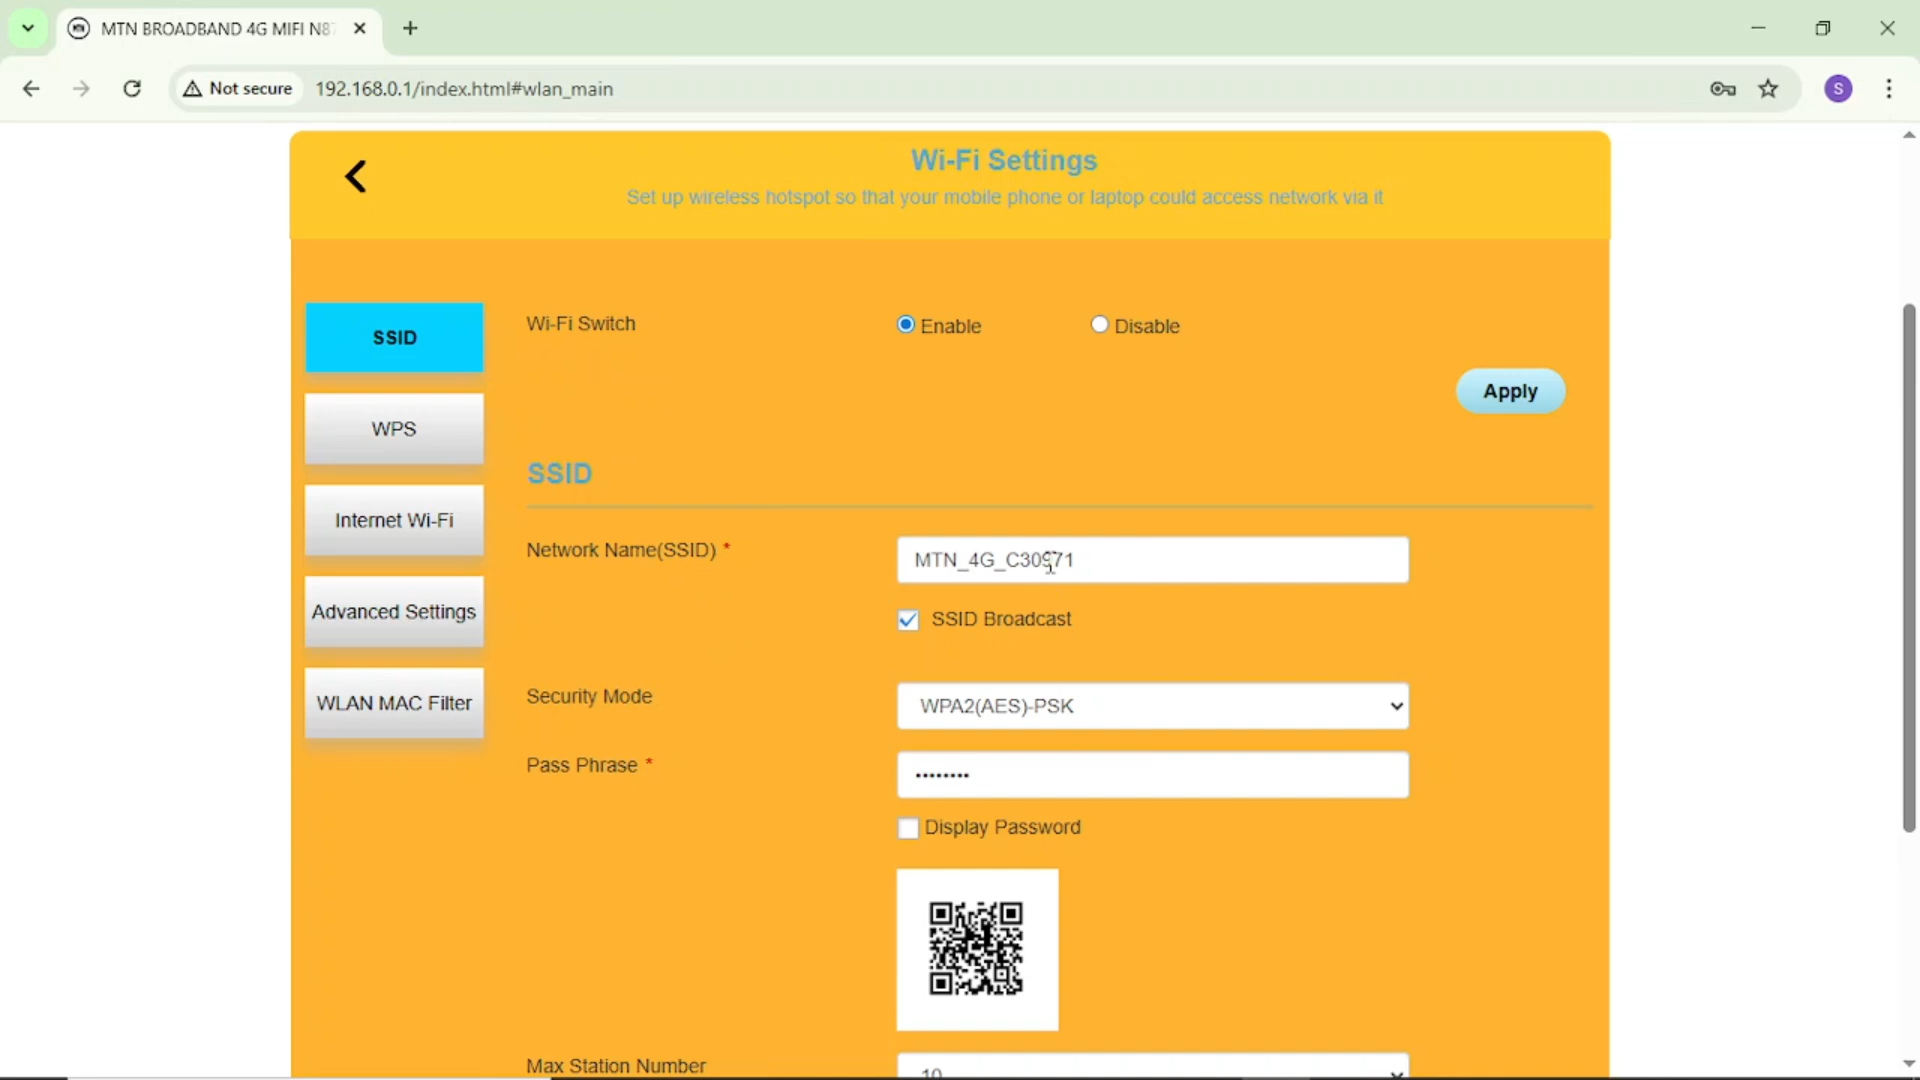 MTN BROADBAND 4G MIFI N87
Not secure
192.168.0.1/index.html#wlan_main
S
Wi-Fi Settings
Set up wireless hotspot so that your mobile phone or laptop could access network via it
SSID
Wi-Fi Switch
Enable
Disable
Apply
WPS
SSID
Internet Wi-Fi
Network Name(SSID) *
MTN_4G_C30971
SSID Broadcast
Advanced Settings
Security Mode
WPA2(AES)-PSK
WLAN MAC Filter
Pass Phrase *
••••••••
Display Password
Max Station Number
10